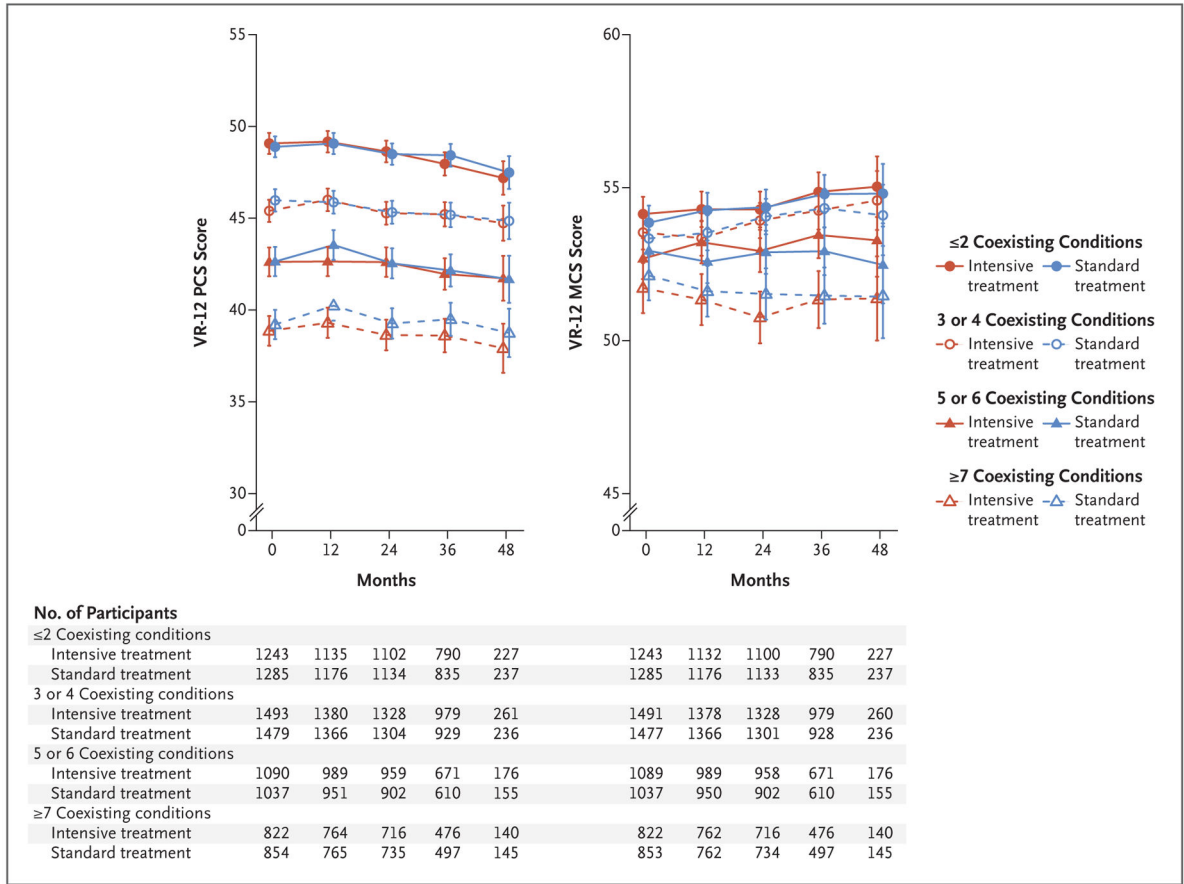 55
50
45
40
35
30
0
VR-12 PCS Score
0 12 24 36 48
Months
60
55
50
45
0
VR-12 MCS Score
0 12 24 36 48
Months
≤2 Coexisting Conditions
Intensive treatment
Standard treatment
3 or 4 Coexisting Conditions
Intensive treatment
Standard treatment
5 or 6 Coexisting Conditions
Intensive treatment
Standard treatment
≥7 Coexisting Conditions
Intensive treatment
Standard treatment
No. of Participants
≤2 Coexisting conditions
Intensive treatment 1243 1135 1102 790 227 1243 1132 1100 790 227
Standard treatment 1285 1176 1134 835 237 1285 1176 1133 835 237
3 or 4 Coexisting conditions
Intensive treatment 1493 1380 1328 979 261 1491 1378 1328 979 260
Standard treatment 1479 1366 1304 929 236 1477 1366 1301 928 236
5 or 6 Coexisting conditions
Intensive treatment 1090 989 959 671 176 1089 989 958 671 176
Standard treatment 1037 951 902 610 155 1037 950 902 610 155
≥7 Coexisting conditions
Intensive treatment 822 764 716 476 140 822 762 716 476 140
Standard treatment 854 765 735 497 145 853 762 734 497 145